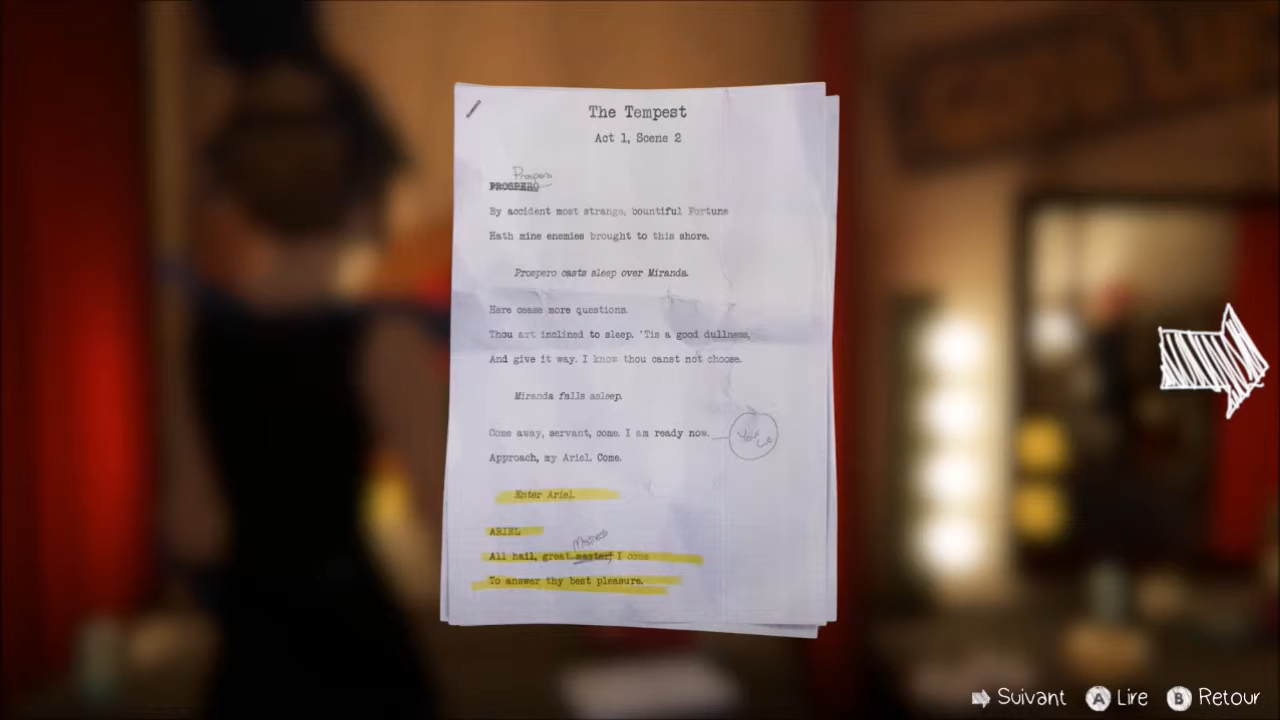 The Tempest
Act 1, Scene 2
Prospera
PROSPERO
By accident most strange, bountiful Fortune
Hath mine enemies brought to this shore.
Prospero casts sleep over Miranda.
Here cease more questions.
Thou art inclined to sleep. 'Tis a good dullness,
And give it way. I know thou canst not choose.
Miranda falls asleep.
Come away, servant, come. I am ready now.
Approach, my Ariel. Come.
Enter Ariel.
ARIEL
Mistress
All hail, great master, I come
To answer thy best pleasure.
Suivant A Lire B Retour